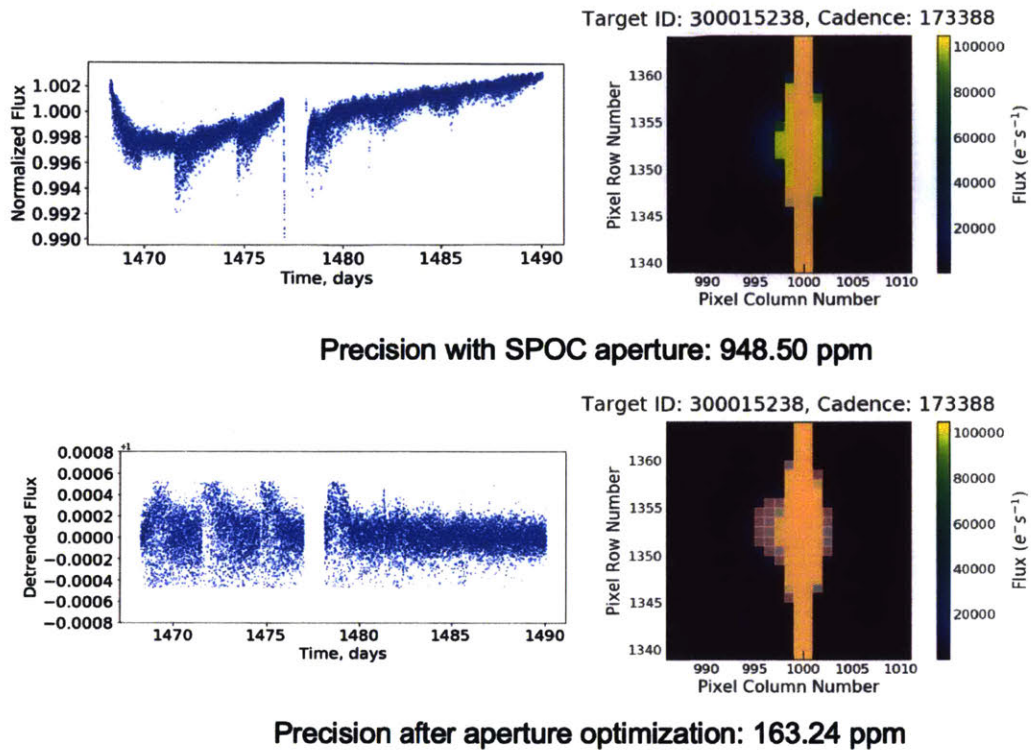 Target ID: 300015238, Cadence: 173388
Normalized Flux
1.002
1.000
0.998
0.996
0.994
0.992
0.990
1470 1475 1480 1485 1490
Time, days
Pixel Row Number
1360
1355
1350
1345
1340
990 995 1000 1005 1010
Pixel Column Number
100000
80000
60000
40000
20000
Flux (e⁻s⁻¹)
Precision with SPOC aperture: 948.50 ppm
Target ID: 300015238, Cadence: 173388
Detrended Flux
+1
0.0008
0.0006
0.0004
0.0002
0.0000
−0.0002
−0.0004
−0.0006
−0.0008
1470 1475 1480 1485 1490
Time, days
Pixel Row Number
1360
1355
1350
1345
1340
990 995 1000 1005 1010
Pixel Column Number
100000
80000
60000
40000
20000
Flux (e⁻s⁻¹)
Precision after aperture optimization: 163.24 ppm